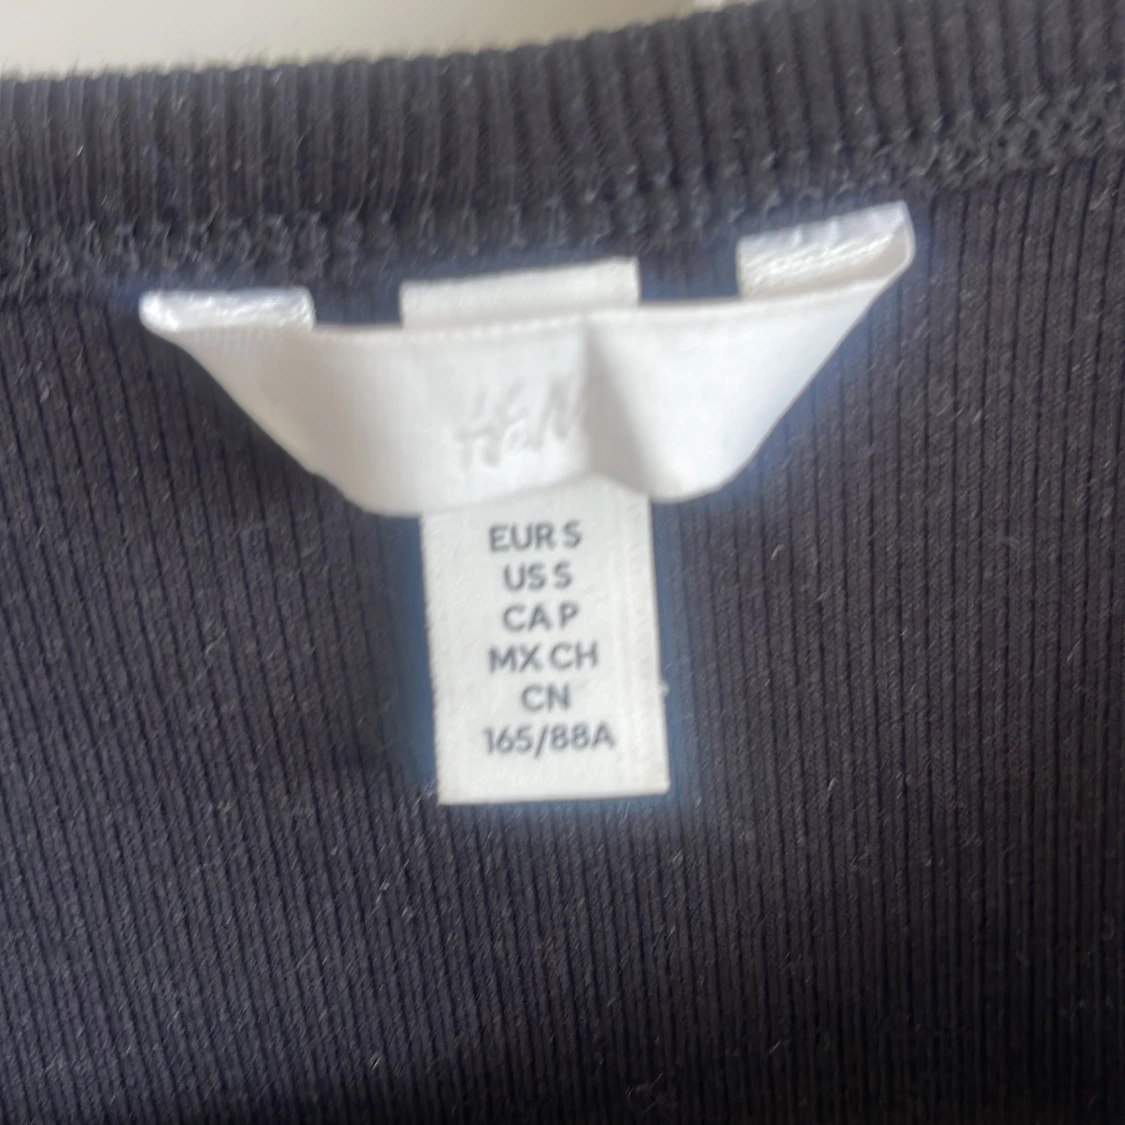 H&M
EUR S
US S
CA P
MX CH
CN
165/88A